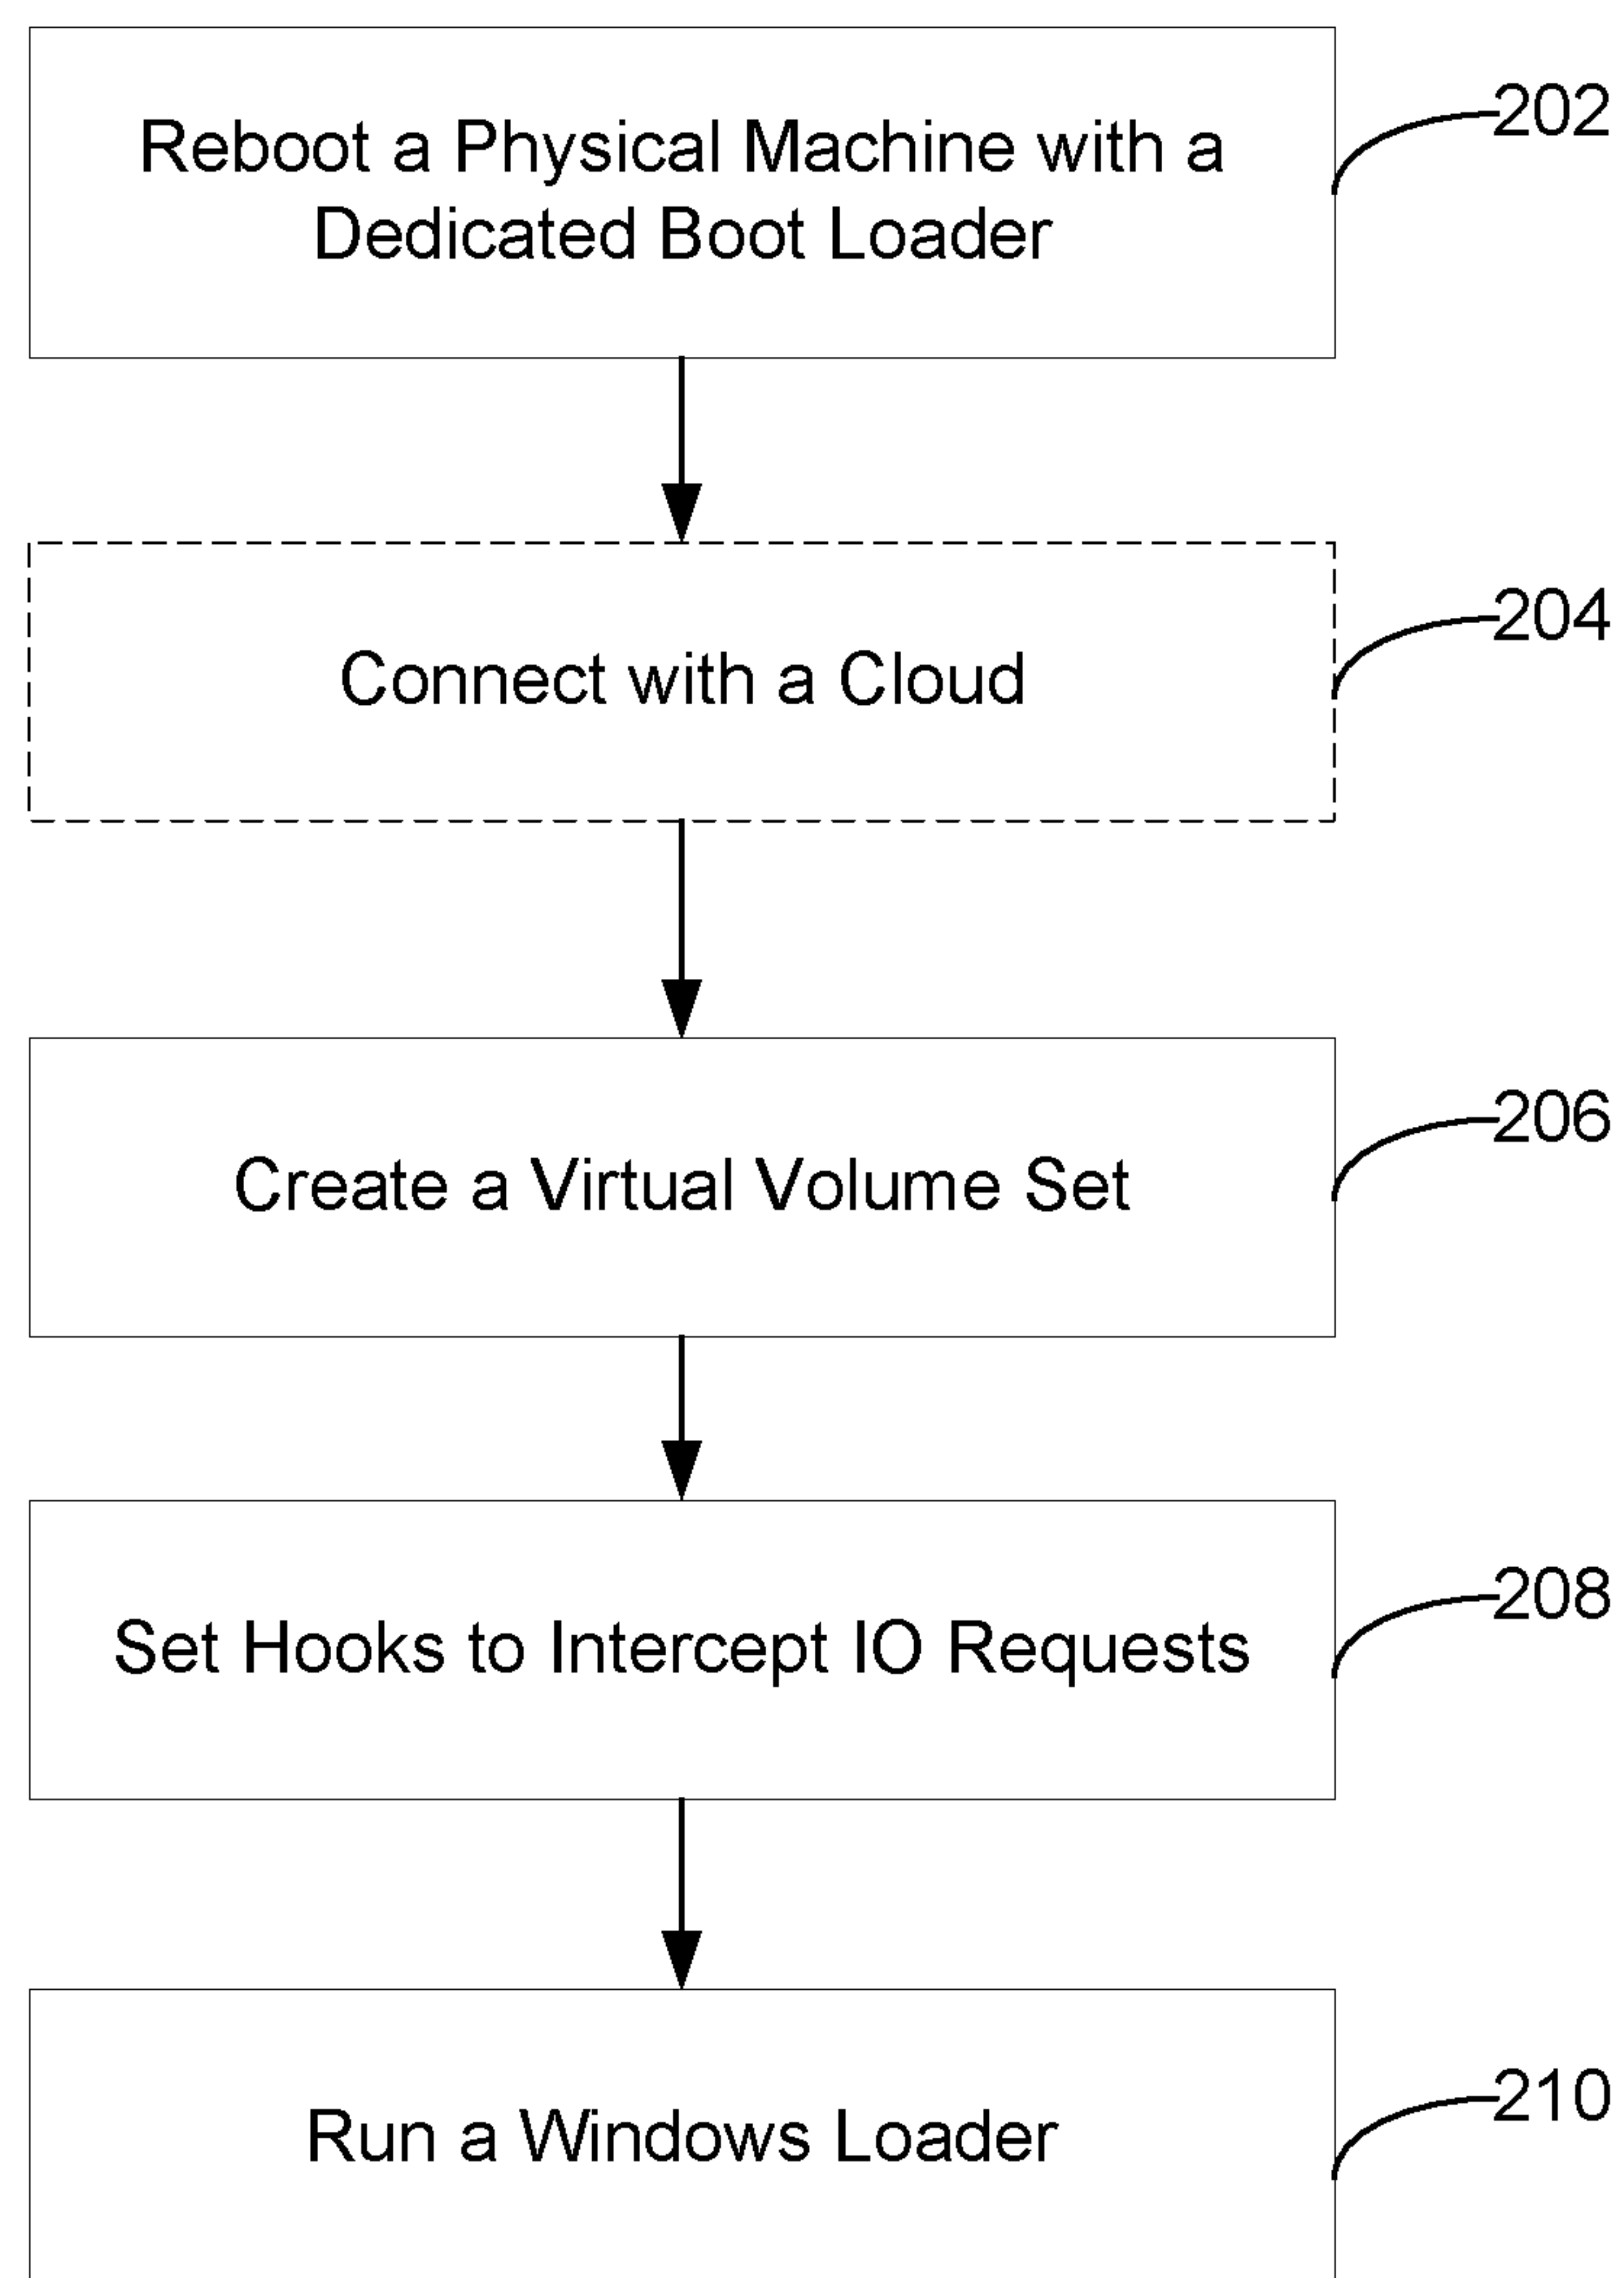 Reboot a Physical Machine with a
Dedicated Boot Loader
202
Connect with a Cloud
204
Create a Virtual Volume Set
206
Set Hooks to Intercept IO Requests
208
Run a Windows Loader
210